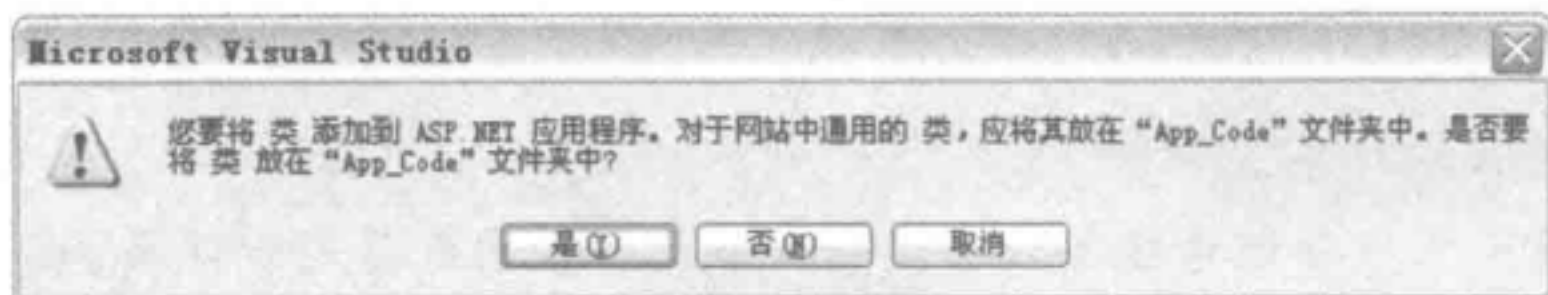 Microsoft Visual Studio
您要将 类 添加到 ASP.NET 应用程序。对于网站中通用的 类，应将其放在“App_Code”文件夹中。是否要
将 类 放在“App_Code”文件夹中?
是(Y) 否(N) 取消